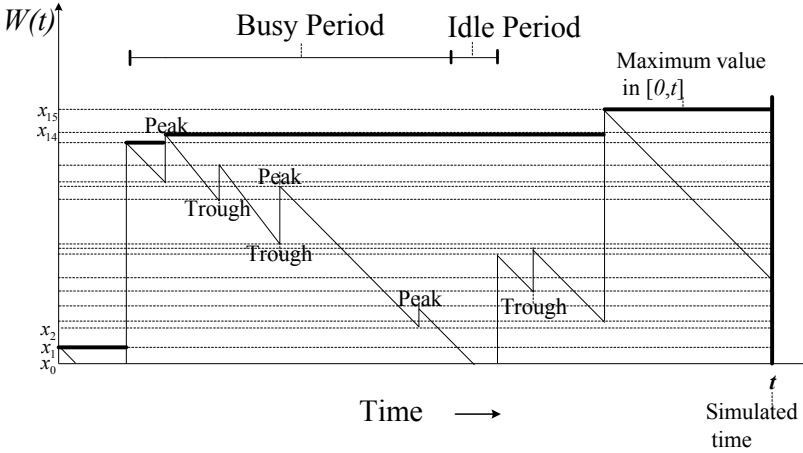 W(t)
Busy Period
Idle Period
Maximum value
in [0,t]
x15
x14
Peak
Peak
Trough
Trough
Peak
Trough
x2
x1
x0
t
Time
Simulated
time